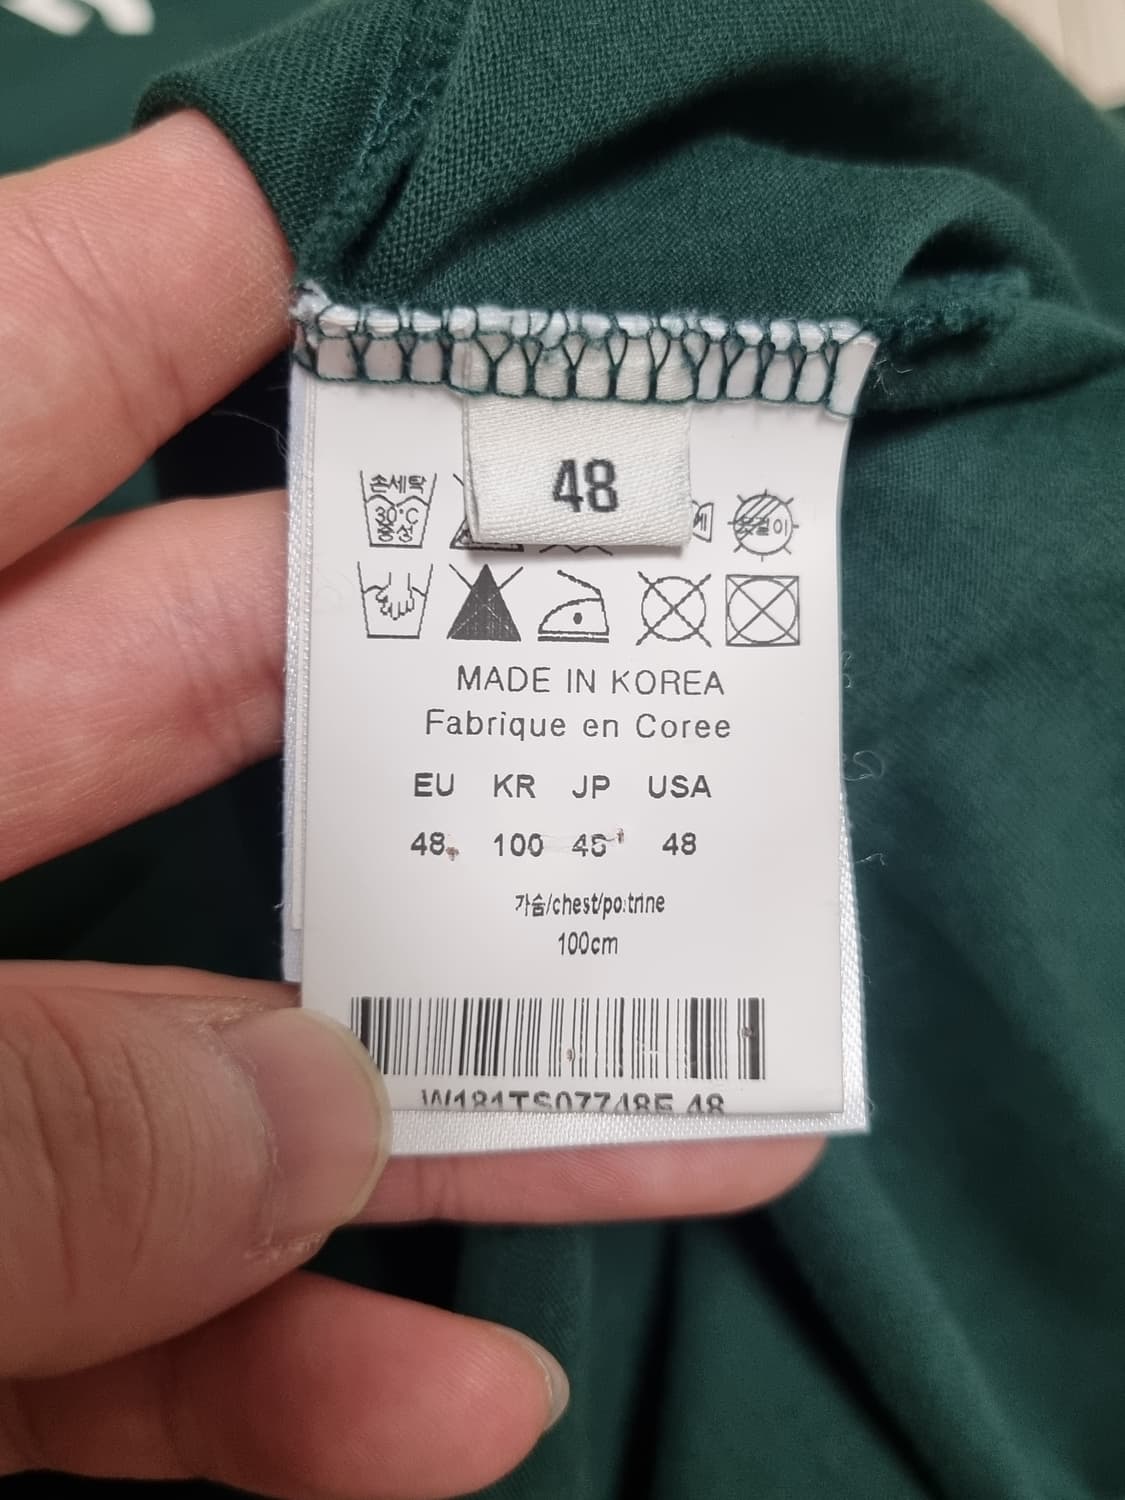 48
손세탁
30°C
중성
MADE IN KOREA
Fabrique en Coree
EU KR JP USA
48 100 48
가슴/chest/poitrine
100cm
W181TS07748E 48